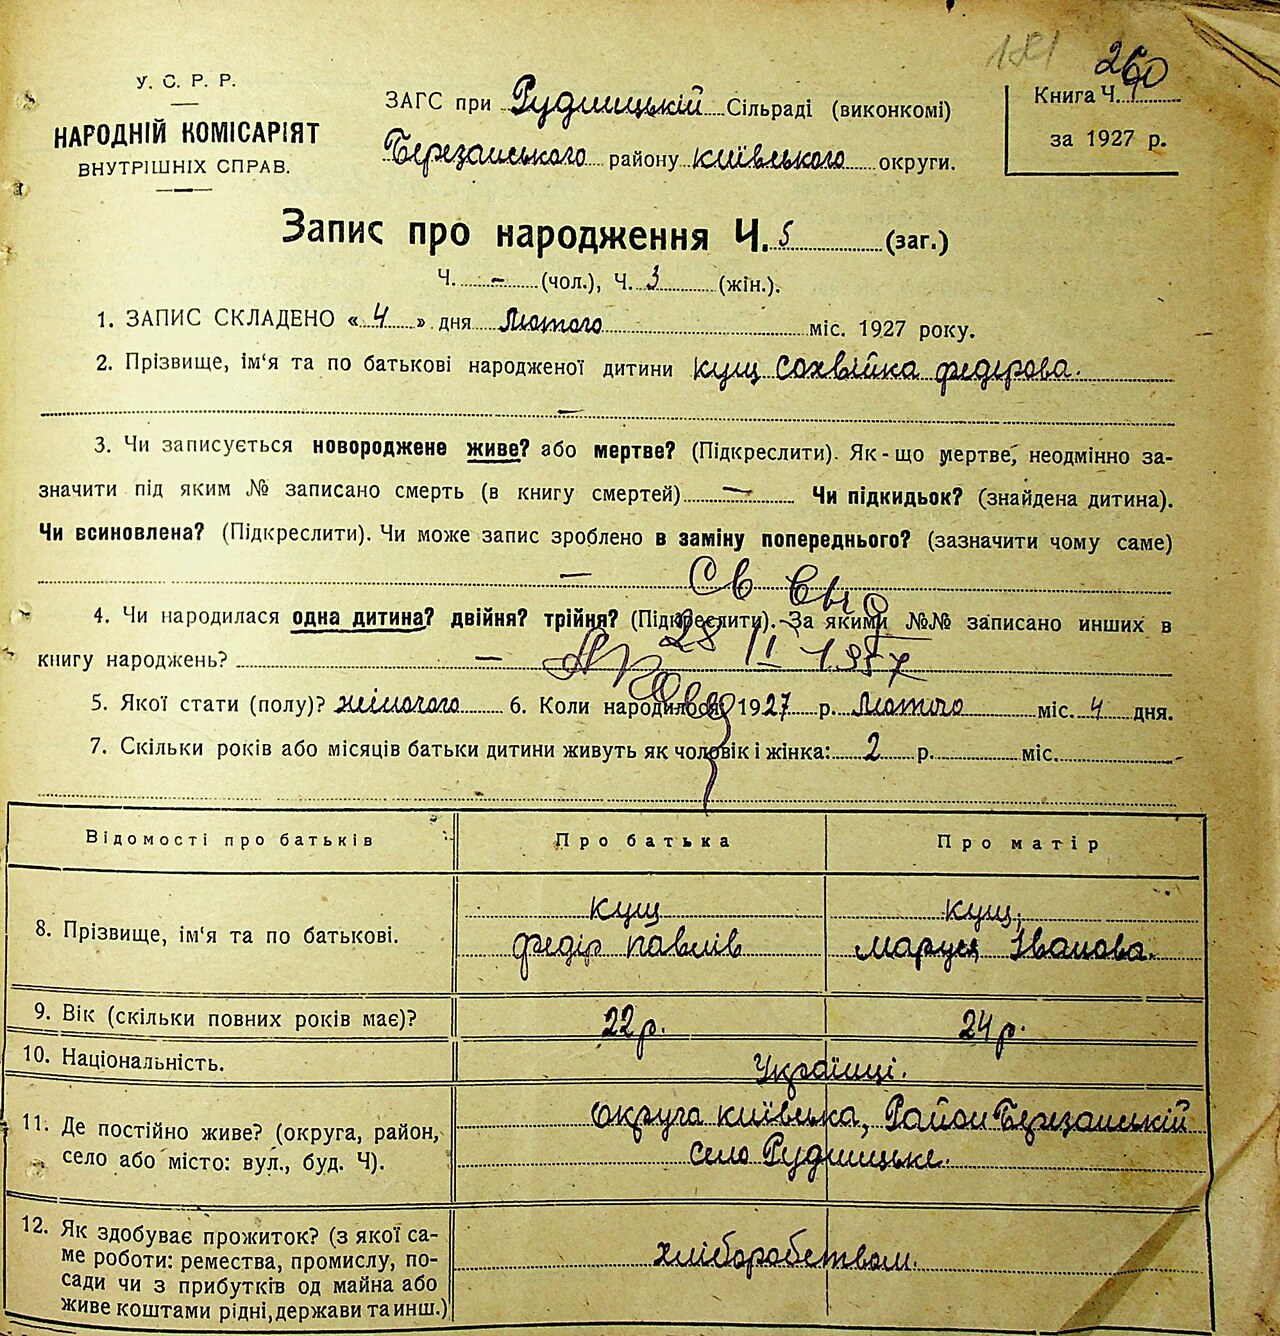 181 260
У. С. Р. Р.
НАРОДНІЙ КОМІСАРІЯТ
ВНУТРІШНІХ СПРАВ.
ЗАГС при Рудницькій Сільраді (виконкомі)
Березанського району київського округи.
Книга Ч.
за 1927 р.
Запис про народження Ч. 5 (заг.)
Ч. - (чол.), Ч. 3 (жін.).
1. ЗАПИС СКЛАДЕНО « 4 » дня Лютого міс. 1927 року.
2. Прізвище, ім‘я та по батькові народженої дитини кущ Сохвійка федірова.
—
3. Чи записується новороджене живе? або мертве? (Підкреслити). Як-що мертве, неодмінно за-
значити під яким № записано смерть (в книгу смертей) — Чи підкидьок? (знайдена дитина).
Чи всиновлена? (Підкреслити). Чи може запис зроблено в заміну попереднього? (зазначити чому саме)
— Св
4. Чи народилася одна дитина? двійня? трійня? (Підкреслити). За якими №№ записано инших в
28 II 1957
книгу народжень? —
5. Якої стати (полу)? жіночого 6. Коли народилося 1927 р. Лютого міс. 4 дня.
7. Скільки років або місяців батьки дитини живуть як чоловік і жінка: 2 р. міс.
Відомості про батьків Про батька Про матір
8. Прізвище, ім‘я та по батькові. кущ федір павлів кущ, маруся Іванова.
9. Вік (скільки повних років має)? 22 р. 24 р.
10. Національність. Українці.
11. Де постійно живе? (округа, район, село або місто: вул., буд. Ч). округа київська, Район Березанський село Рудницьке.
12. Як здобуває прожиток? (з якої са-
ме роботи: ремества, промислу, по-
сади чи з прибутків од майна або
живе коштами рідні, держави та инш.) хліборобством.